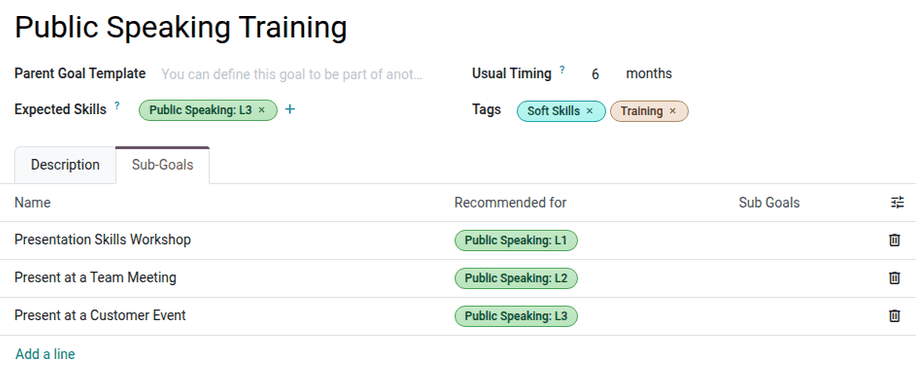 Public Speaking Training
Parent Goal Template You can define this goal to be part of anot... Usual Timing ? 6 months
Expected Skills ? Public Speaking: L3 × + Tags Soft Skills × Training ×
Description Sub-Goals
Name Recommended for Sub Goals
Presentation Skills Workshop Public Speaking: L1
Present at a Team Meeting Public Speaking: L2
Present at a Customer Event Public Speaking: L3
Add a line